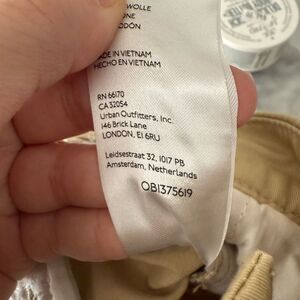 WOLLE
ONE
ODÓN
MADE IN VIETNAM
HECHO EN VIETNAM
RN 66170
CA 32054
Urban Outfitters, Inc.
146 Brick Lane
LONDON, E1 6RU
Leidsestraat 32, 1017 PB
Amsterdam, Netherlands
OB1375619